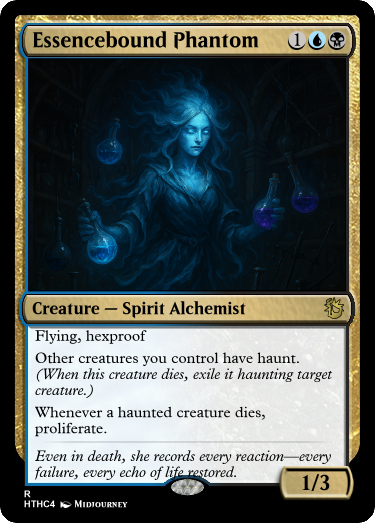 Essencebound Phantom 1
Creature — Spirit Alchemist
Flying, hexproof
Other creatures you control have haunt.
(When this creature dies, exile it haunting target
creature.)
Whenever a haunted creature dies,
proliferate.
Even in death, she records every reaction—every
failure, every echo of life restored.
1/3
R
HTHC4 Midjourney